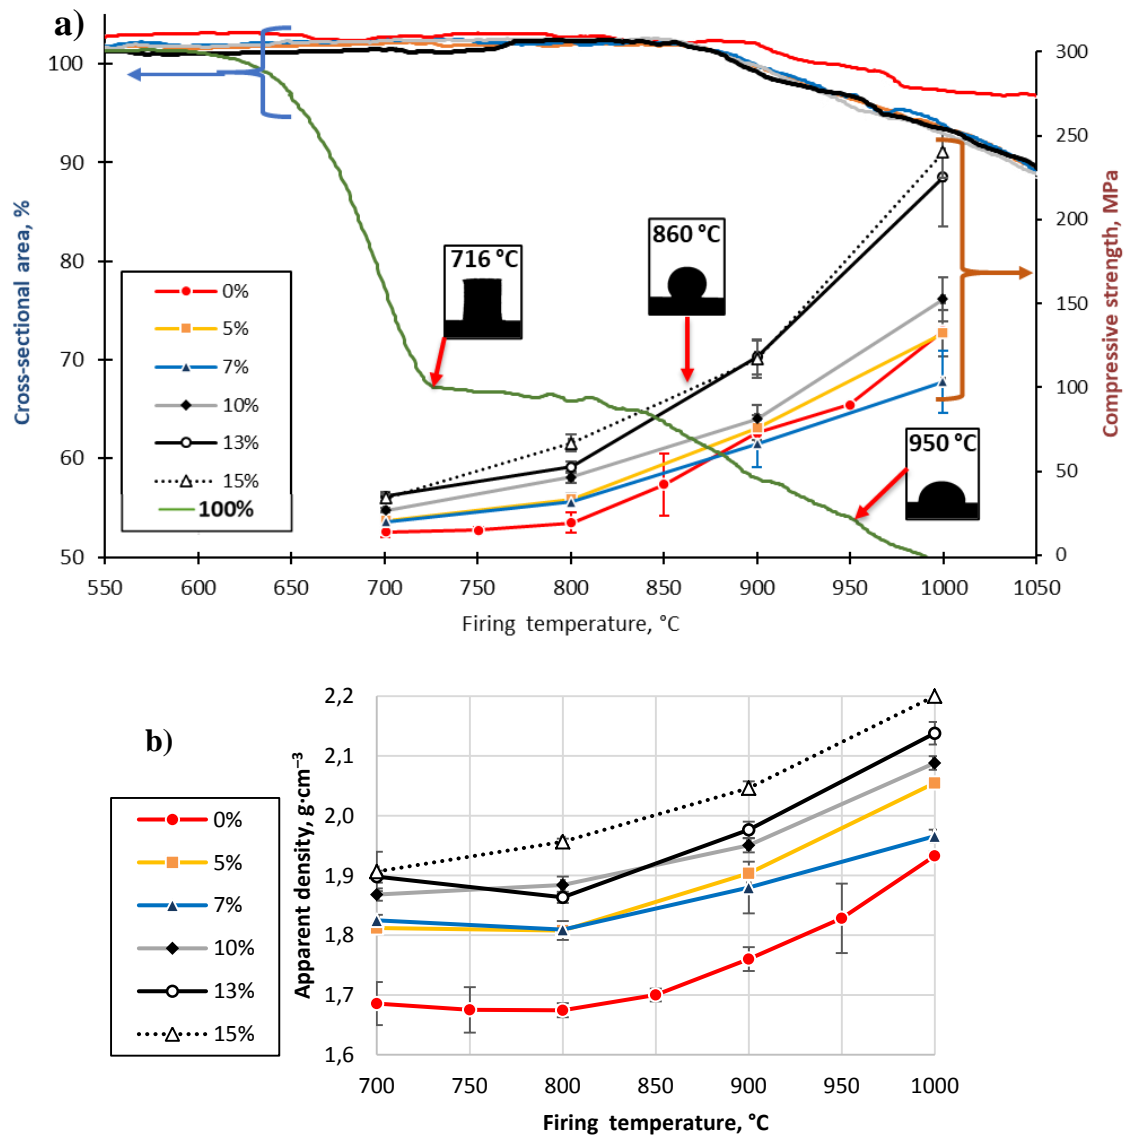 a)
100
90
80
70
60
50
Cross-sectional area, %
300
250
200
150
100
50
0
Compressive strength, MPa
716 °C
860 °C
950 °C
0%
5%
7%
10%
13%
15%
100%
550 600 650 700 750 800 850 900 950 1000 1050
Firing temperature, °C
b)
2,2
2,1
2,0
1,9
1,8
1,7
1,6
Apparent density, g·cm⁻³
0%
5%
7%
10%
13%
15%
700 750 800 850 900 950 1000
Firing temperature, °C